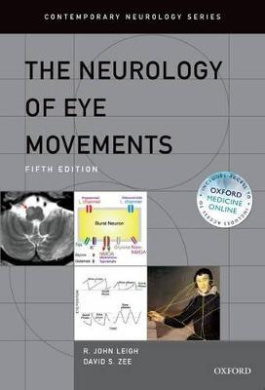 CONTEMPORARY NEUROLOGY SERIES
THE NEUROLOGY
OF EYE
MOVEMENTS
FIFTH EDITION
OXFORD
MEDICINE
ONLINE
Burst Neuron
NMDA
R. JOHN LEIGH
DAVID S. ZEE
OXFORD